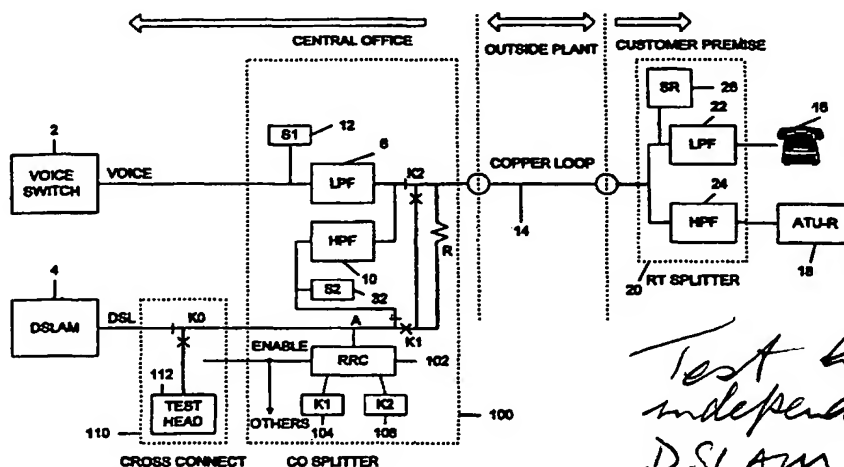 CENTRAL OFFICE
OUTSIDE PLANT
CUSTOMER PREMISE
SR
26
2
S1
12
6
22
16
VOICE SWITCH
VOICE
LPF
K2
COPPER LOOP
LPF
24
HPF
R
14
HPF
ATU-R
4
10
S2
32
20
RT SPLITTER
18
DSLAM
DSL
K0
A
K1
ENABLE
RRC
102
112
TEST HEAD
K1
K2
110
OTHERS
104
106
100
CROSS CONNECT
CO SPLITTER
Test
independ
DSLAM